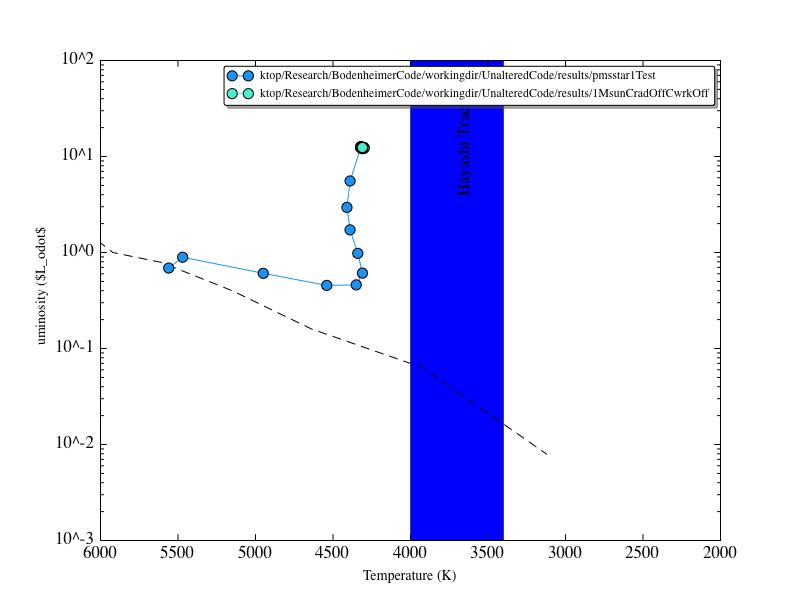 10^2
ktop/Research/BodenheimerCode/workingdir/UnalteredCode/results/pmsstar1Test
ktop/Research/BodenheimerCode/workingdir/UnalteredCode/results/1MsunCradOffCwrkOff
Hayashi Trac
10^1
10^0
10^-1
10^-2
10^-3
uminosity ($L_odot$
6000 5500 5000 4500 4000 3500 3000 2500 2000
Temperature (K)